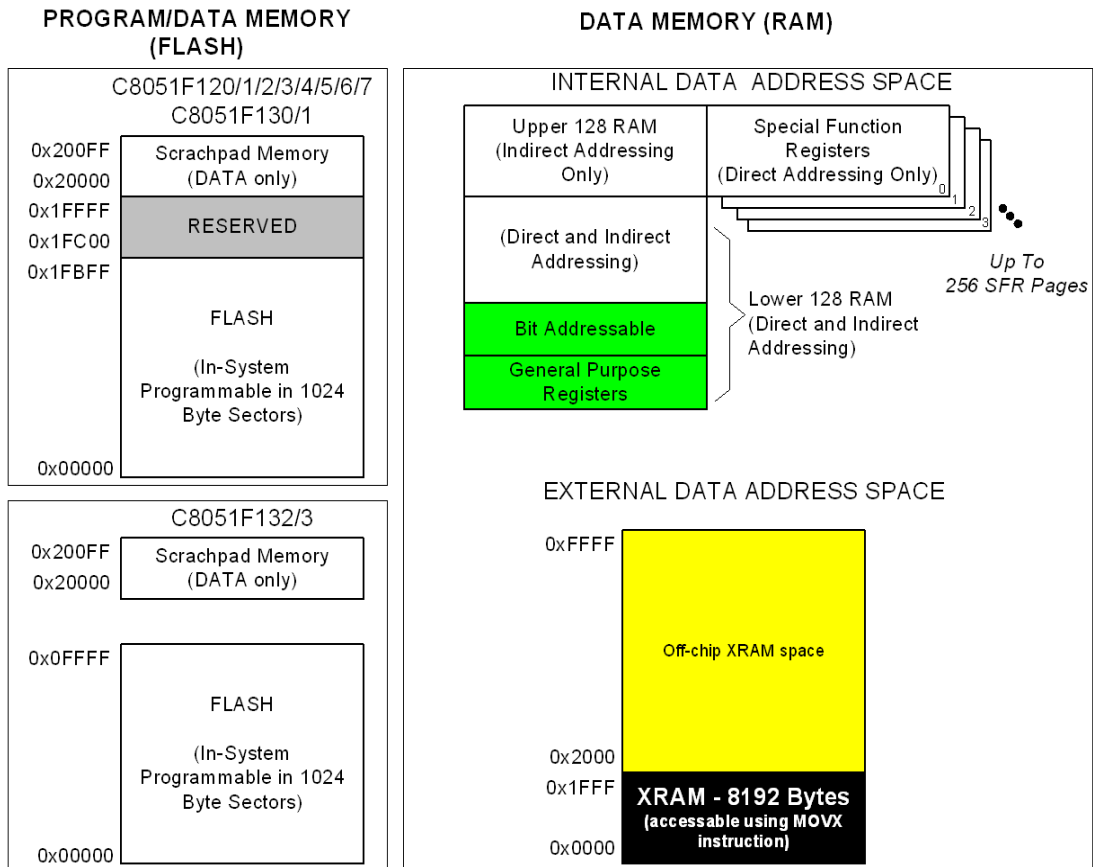 PROGRAM/DATA MEMORY
(FLASH)
C8051F120/1/2/3/4/5/6/7
C8051F130/1
0x200FF
0x20000
Scrachpad Memory
(DATA only)
0x1FFFF
0x1FC00
RESERVED
0x1FBFF
FLASH
(In-System
Programmable in 1024
Byte Sectors)
0x00000
C8051F132/3
0x200FF
0x20000
Scrachpad Memory
(DATA only)
0x0FFFF
FLASH
(In-System
Programmable in 1024
Byte Sectors)
0x00000
DATA MEMORY (RAM)
INTERNAL DATA ADDRESS SPACE
Upper 128 RAM
(Indirect Addressing
Only)
Special Function
Registers
(Direct Addressing Only)
0
1
2
3
Up To
256 SFR Pages
(Direct and Indirect
Addressing)
Bit Addressable
General Purpose
Registers
Lower 128 RAM
(Direct and Indirect
Addressing)
EXTERNAL DATA ADDRESS SPACE
0xFFFF
Off-chip XRAM space
0x2000
0x1FFF
XRAM - 8192 Bytes
(accessable using MOVX
instruction)
0x0000